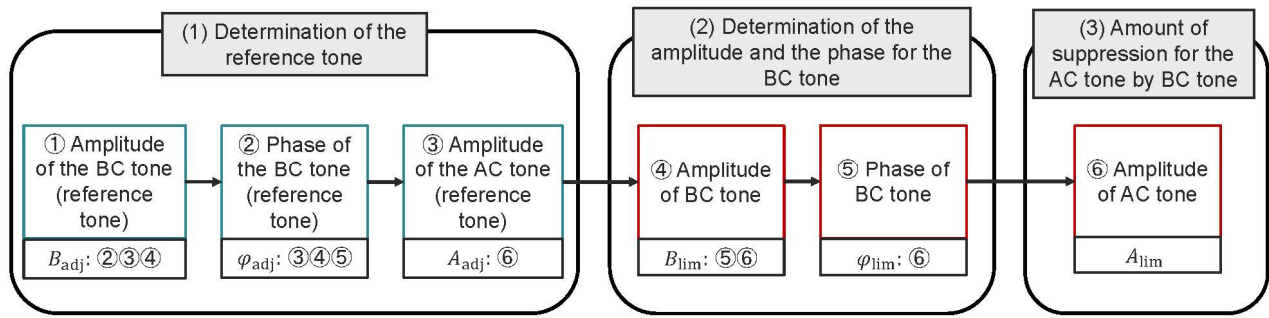 (1) Determination of the
reference tone
① Amplitude
of the BC tone
(reference
tone)
B_adj: ②③④
② Phase of
the BC tone
(reference
tone)
φ_adj: ③④⑤
③ Amplitude
of the AC tone
(reference
tone)
A_adj: ⑥
(2) Determination of the
amplitude and the phase for the
BC tone
④ Amplitude
of BC tone
B_lim: ⑤⑥
⑤ Phase of
BC tone
φ_lim: ⑥
(3) Amount of
suppression for the
AC tone by BC tone
⑥ Amplitude
of AC tone
A_lim